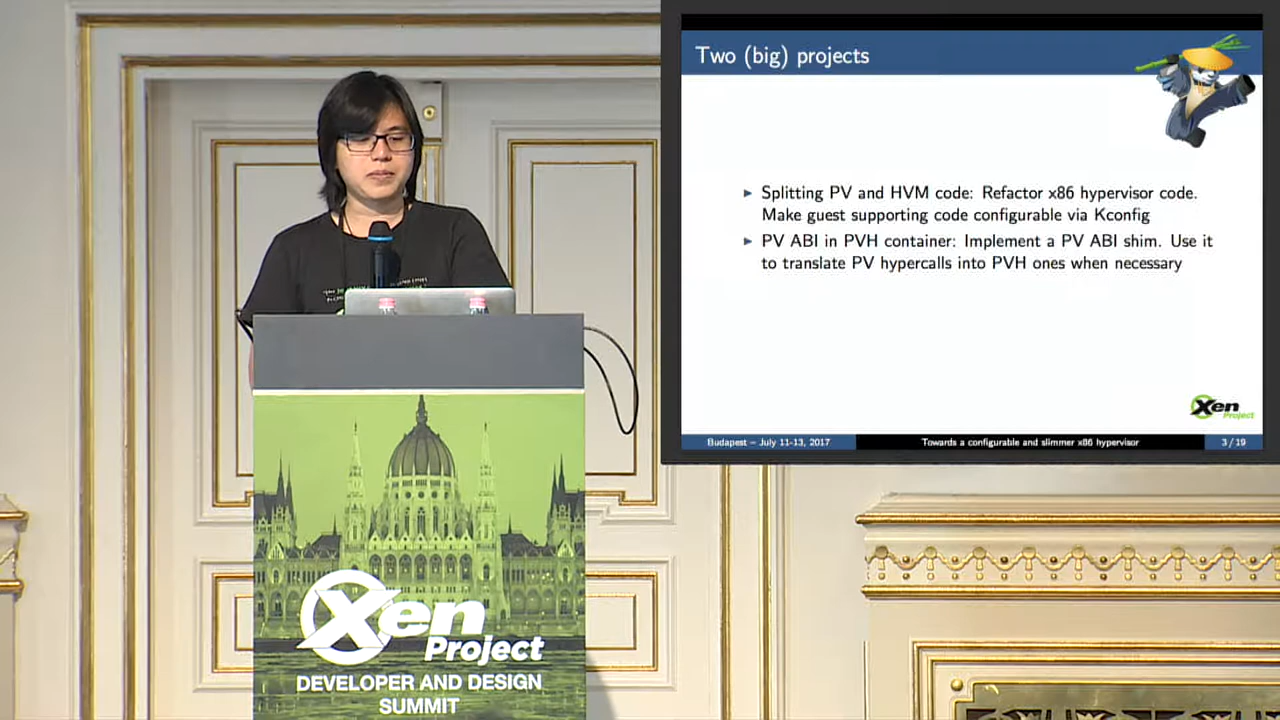 Two (big) projects
▶ Splitting PV and HVM code: Refactor x86 hypervisor code.
Make guest supporting code configurable via Kconfig
▶ PV ABI in PVH container: Implement a PV ABI shim. Use it
to translate PV hypercalls into PVH ones when necessary
Xen
Project
Budapest – July 11-13, 2017
Towards a configurable and slimmer x86 hypervisor
3 / 19
Xen
Project
DEVELOPER AND DESIGN
SUMMIT